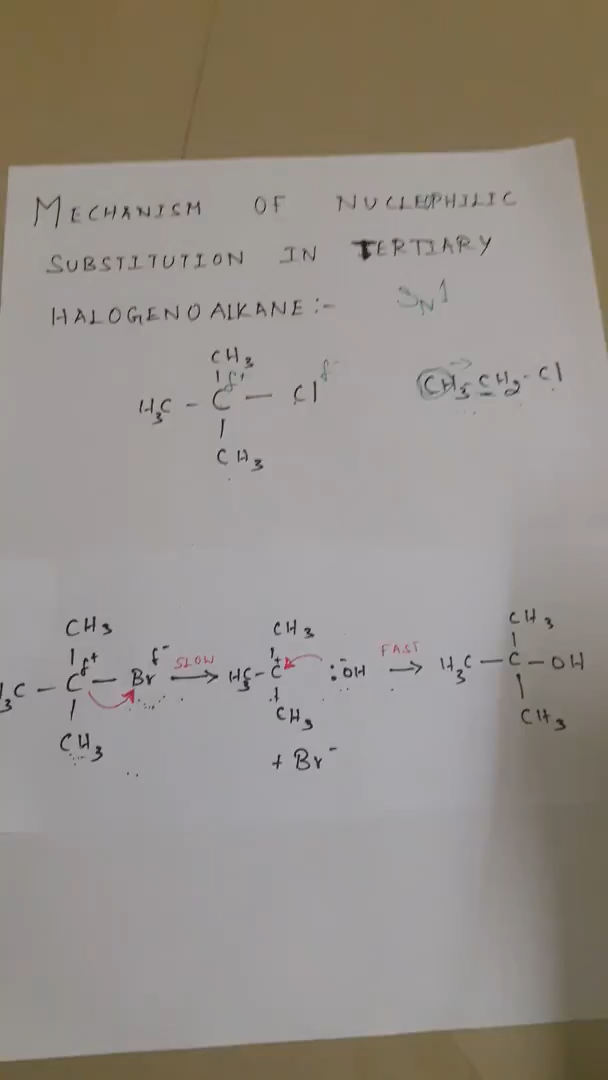 MECHANISM OF NUCLEOPHILIC
SUBSTITUTION IN TERTIARY
HALOGENOALKANE:- SN1
CH3
δ+ δ-
H3C - C - Cl
CH3
CH3 CH2 - Cl
CH3
δ+ δ-
H3C - C - Br
CH3
SLOW
CH3
H3C - C+
CH3
:-OH
+ Br-
FAST
CH3
H3C - C - OH
CH3